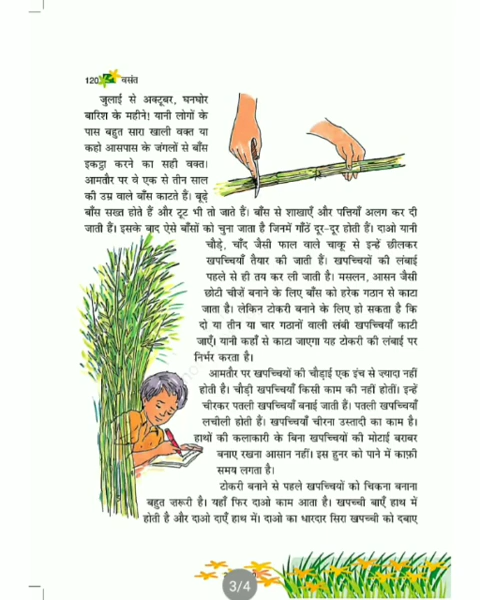 120 वसंत
जुलाई से अक्टूबर, घनघोर
बारिश के महीने! यानी लोगों के
पास बहुत सारा खाली वक्त या
कहो आसपास के जंगलों से बाँस
इकट्ठा करने का सही वक्त।
आमतौर पर वे एक से तीन साल
की उम्र वाले बाँस काटते हैं। बूढ़े
बाँस सख्त होते हैं और टूट भी तो जाते हैं। बाँस से शाखाएँ और पत्तियाँ अलग कर दी
जाती हैं। इसके बाद ऐसे बाँसों को चुना जाता है जिनमें गाँठें दूर-दूर होती हैं। दाओ यानी
चौड़े, चाँद जैसी फाल वाले चाकू से इन्हें छीलकर
खपच्चियाँ तैयार की जाती हैं। खपच्चियों की लंबाई
पहले से ही तय कर ली जाती है। मसलन, आसन जैसी
छोटी चीजें बनाने के लिए बाँस को हरेक गठान से काटा
जाता है। लेकिन टोकरी बनाने के लिए हो सकता है कि
दो या तीन या चार गठानों वाली लंबी खपच्चियाँ काटी
जाएँ। यानी कहाँ से काटा जाएगा यह टोकरी की लंबाई पर
निर्भर करता है।
आमतौर पर खपच्चियों की चौड़ाई एक इंच से ज़्यादा नहीं
होती है। चौड़ी खपच्चियाँ किसी काम की नहीं होतीं। इन्हें
चीरकर पतली खपच्चियाँ बनाई जाती हैं। पतली खपच्चियाँ
लचीली होती हैं। खपच्चियाँ चीरना उस्तादी का काम है।
हाथों की कलाकारी के बिना खपच्चियों की मोटाई बराबर
बनाए रखना आसान नहीं। इस हुनर को पाने में काफ़ी
समय लगता है।
टोकरी बनाने से पहले खपच्चियों को चिकना बनाना
बहुत ज़रूरी है। यहाँ फिर दाओ काम आता है। खपच्ची बाएँ हाथ में
होती है और दाओ दाएँ हाथ में। दाओ का धारदार सिरा खपच्ची को दबाए
3/4